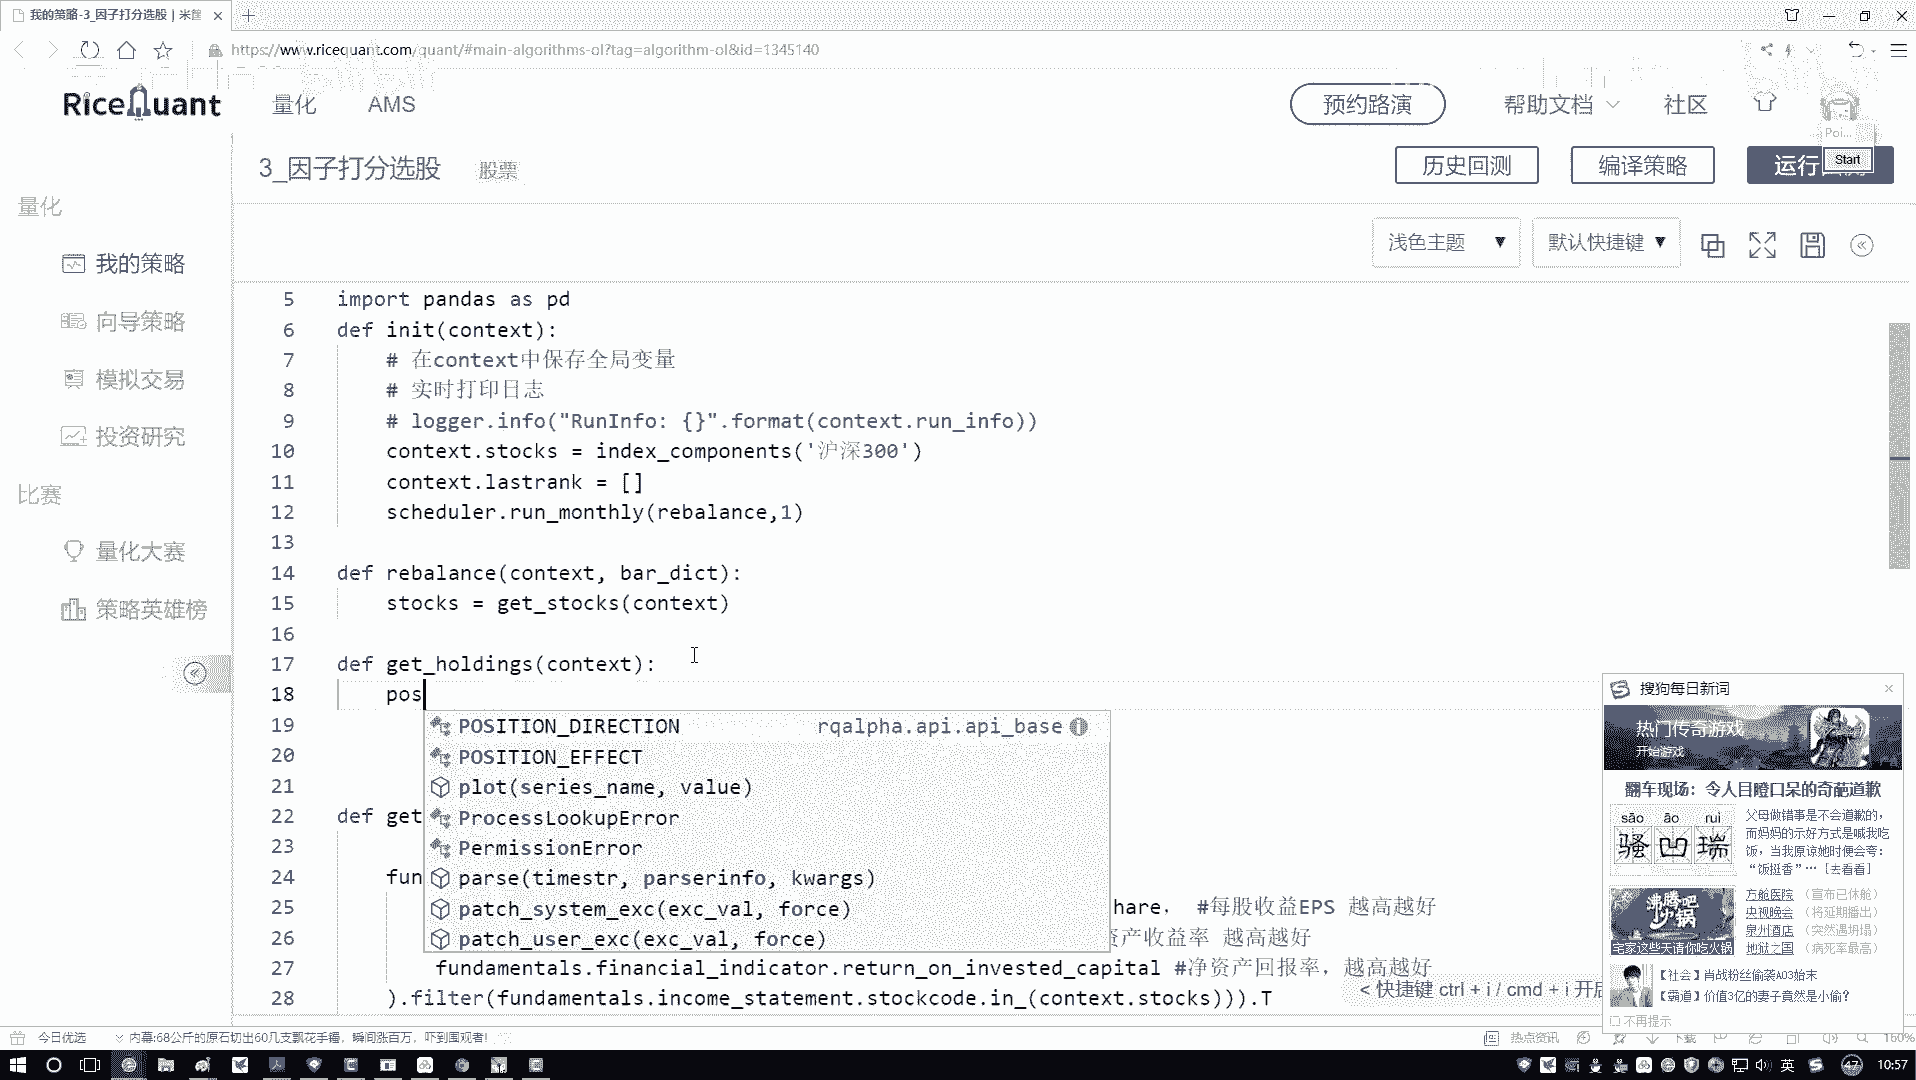 我的策略-3_因子打分选股 | 米筐
https://www.ricequant.com/quant/#main-algorithms-ol?tag=algorithm-ol&id=1345140
RiceQuant
量化
AMS
预约路演
帮助文档
社区
Poi...
Start
3_因子打分选股
股票
历史回测
编译策略
运行
量化
我的策略
向导策略
模拟交易
投资研究
比赛
量化大赛
策略英雄榜
浅色主题 ▼
默认快捷键 ▼
5 import pandas as pd
6 def init(context):
7 # 在context中保存全局变量
8 # 实时打印日志
9 # logger.info("RunInfo: {}".format(context.run_info))
10 context.stocks = index_components('沪深300')
11 context.lastrank = []
12 scheduler.run_monthly(rebalance,1)
13
14 def rebalance(context, bar_dict):
15 stocks = get_stocks(context)
16
17 def get_holdings(context):
18 pos
19 POSITION_DIRECTION rqalpha.api.api_base
20 POSITION_EFFECT
21 plot(series_name, value)
22 def get ProcessLookupError
23 PermissionError
24 fun parse(timestr, parserinfo, kwargs)
25 patch_system_exc(exc_val, force) hare, #每股收益EPS 越高越好
26 patch_user_exc(exc_val, force) 产收益率 越高越好
27 fundamentals.financial_indicator.return_on_invested_capital #净资产回报率，越高越好
28 ).filter(fundamentals.income_statement.stockcode.in_(context.stocks))).T
< 快捷键 ctrl + i / cmd + i 开启
搜狗每日新词
热门传奇游戏
开始游戏
翻车现场：令人目瞪口呆的奇葩道歉
sāo āo ruì
骚 凹 瑞
父母做错事是不会道歉的，
而妈妈的示好方式是喊我吃
饭，当我原谅她时便会夸：
“饭挺香”… [去看看]
沸腾吧
火锅
宅家这些天请你吃火锅
方舱医院（宣布已休舱）
央视晚会（将延期播出）
泉州酒店（突然遇坍塌）
地狱之国（病死率最高）
【社会】肖战粉丝偷袭AO3始末
【霸道】价值3亿的妻子竟然是小偷?
不再提示
今日优选
内幕:68公斤的原石切出60几支飘花手镯，瞬间涨百万，吓到围观者!
热点资讯
下载
160%
英
47
10:57